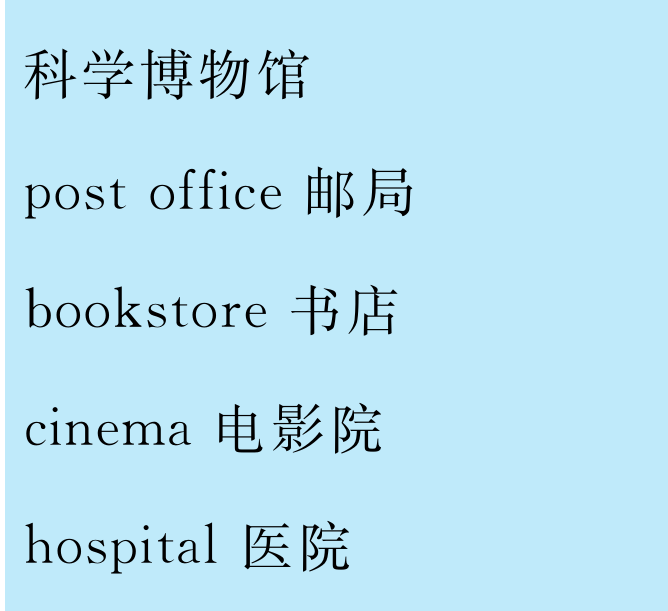 科学博物馆
post office 邮局
bookstore 书店
cinema 电影院
hospital 医院